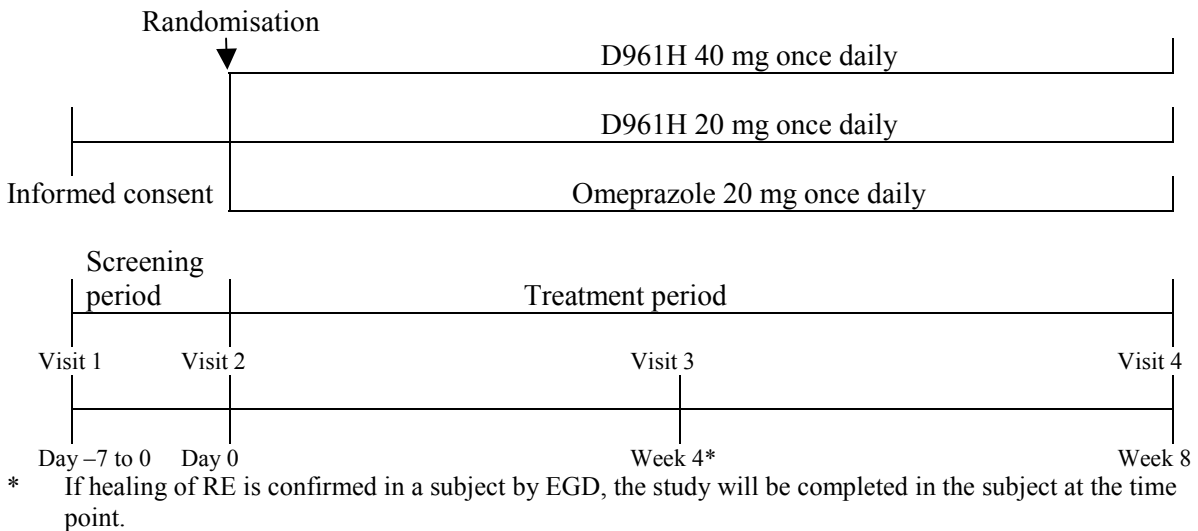 Randomisation
D961H 40 mg once daily
D961H 20 mg once daily
Informed consent
Omeprazole 20 mg once daily
Screening
period
Treatment period
Visit 1 Visit 2 Visit 3 Visit 4
Day –7 to 0 Day 0 Week 4* Week 8
* If healing of RE is confirmed in a subject by EGD, the study will be completed in the subject at the time
point.